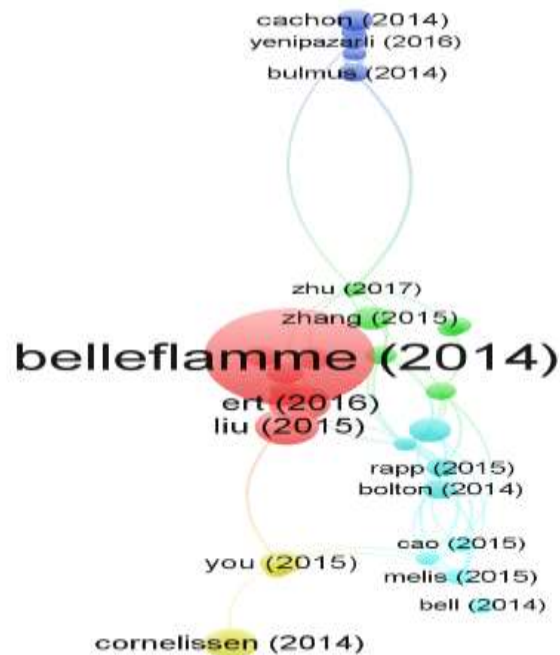 cachon (2014)
yenipazarli (2016)
bulmus (2014)
zhu (2017)
zhang (2015)
belleflamme (2014)
ert (2016)
liu (2015)
rapp (2015)
bolton (2014)
cao (2015)
you (2015)
melis (2015)
bell (2014)
cornelissen (2014)